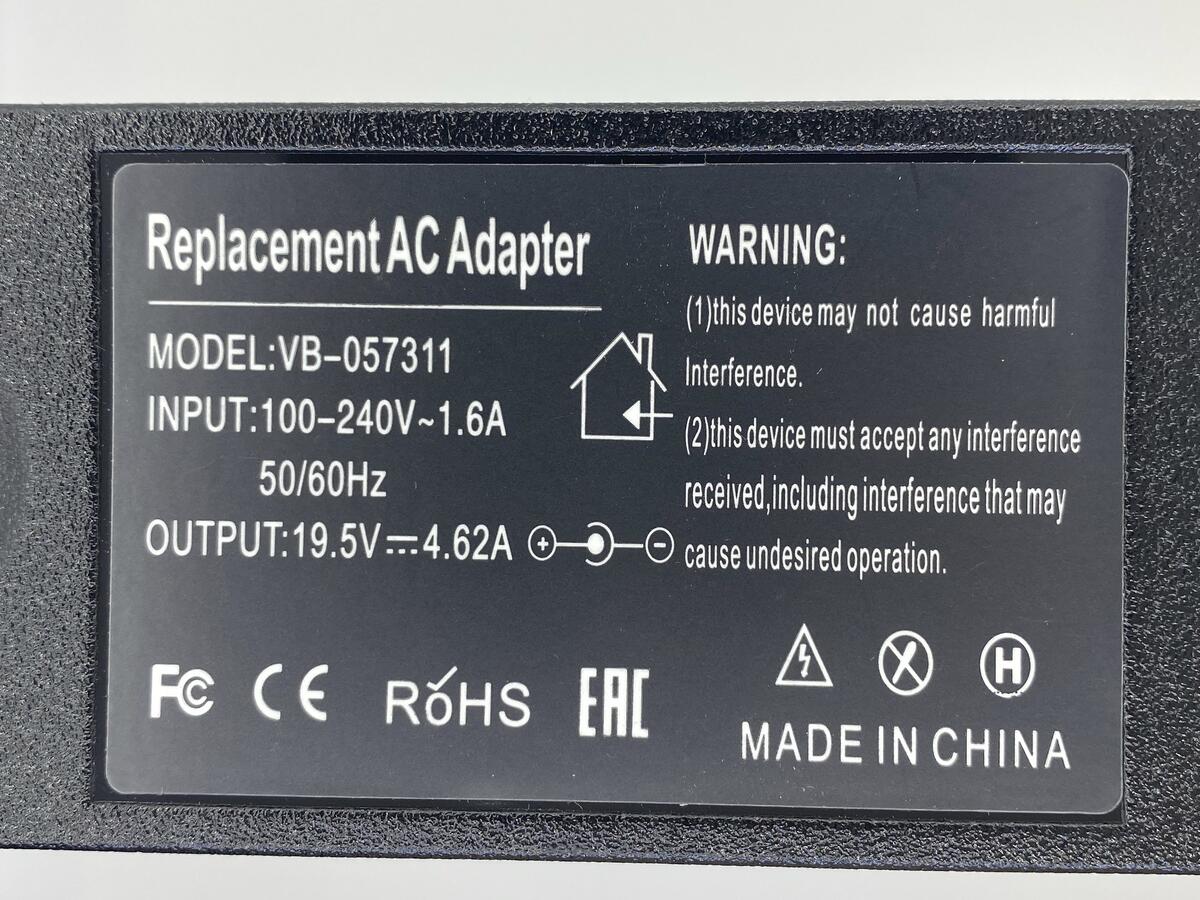 Replacement AC Adapter
MODEL:VB-057311
INPUT:100-240V~1.6A
50/60Hz
OUTPUT:19.5V⎓4.62A
WARNING:
(1)this device may not cause harmful
Interference.
(2)this device must accept any interference
received,including interference that may
cause undesired operation.
FC CE RoHS EAC
H
MADE IN CHINA